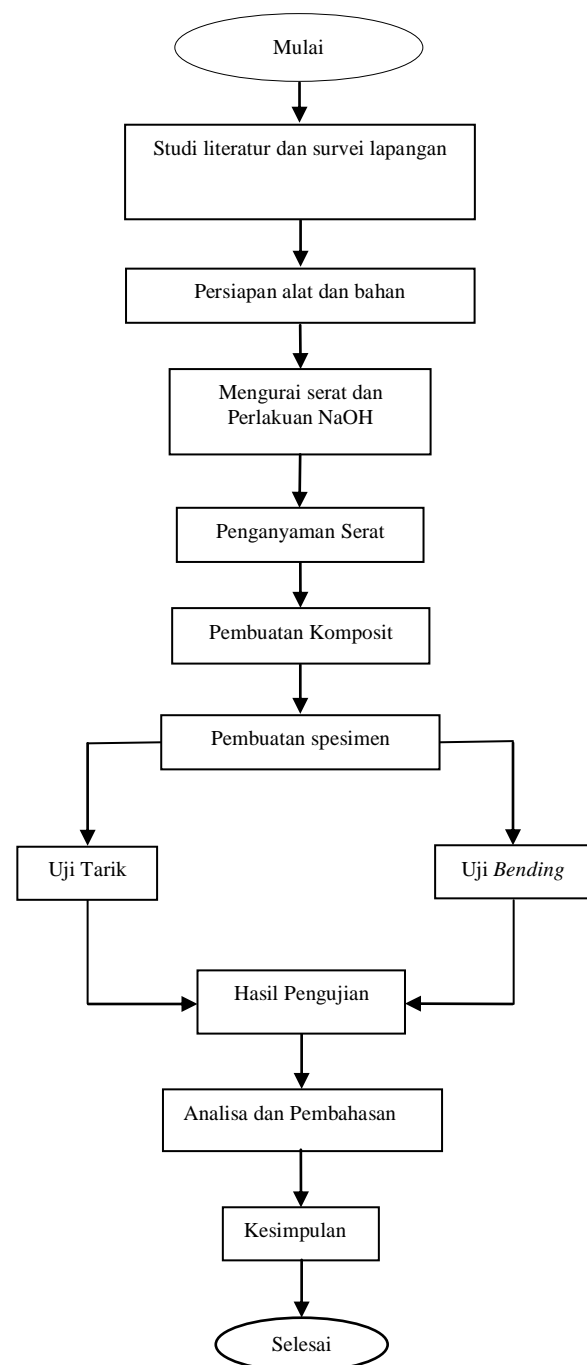 Mulai
Studi literatur dan survei lapangan
Persiapan alat dan bahan
Mengurai serat dan
Perlakuan NaOH
Penganyaman Serat
Pembuatan Komposit
Pembuatan spesimen
Uji Tarik
Uji Bending
Hasil Pengujian
Analisa dan Pembahasan
Kesimpulan
Selesai